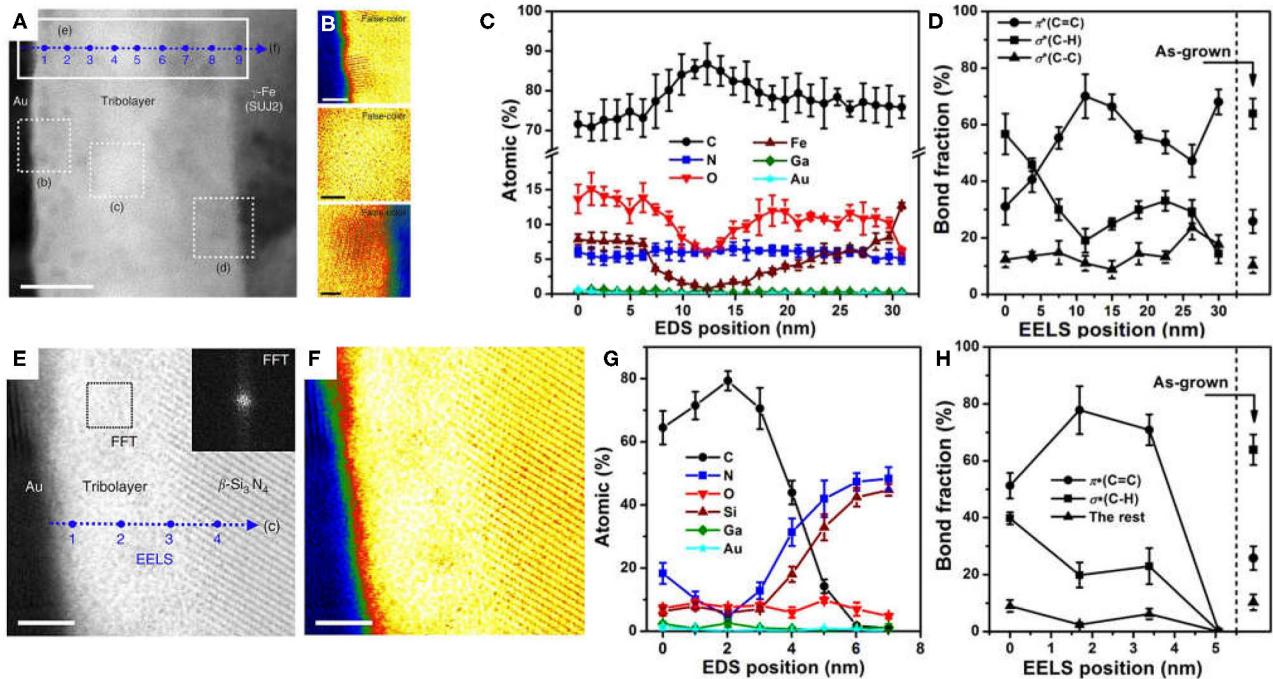 A
(e)
1 2 3 4 5 6 7 8 9
(f)
Au
Tribolayer
γ-Fe
(SUJ2)
(b)
(c)
(d)
B
False-color
False-color
False-color
C
Atomic (%)
100
90
80
70
15
10
5
0
C
N
O
Fe
Ga
Au
0 5 10 15 20 25 30
EDS position (nm)
D
Bond fraction (%)
100
80
60
40
20
0
π*(C=C)
σ*(C-H)
σ*(C-C)
As-grown
0 5 10 15 20 25 30
EELS position (nm)
E
FFT
FFT
Au
Tribolayer
β-Si3 N4
(c)
1 2 3 4
EELS
F
G
Atomic (%)
80
60
40
20
0
C
N
O
Si
Ga
Au
0 2 4 6 8
EDS position (nm)
H
Bond fraction (%)
100
80
60
40
20
0
As-grown
π*(C=C)
σ*(C-H)
The rest
0 1 2 3 4 5
EELS position (nm)